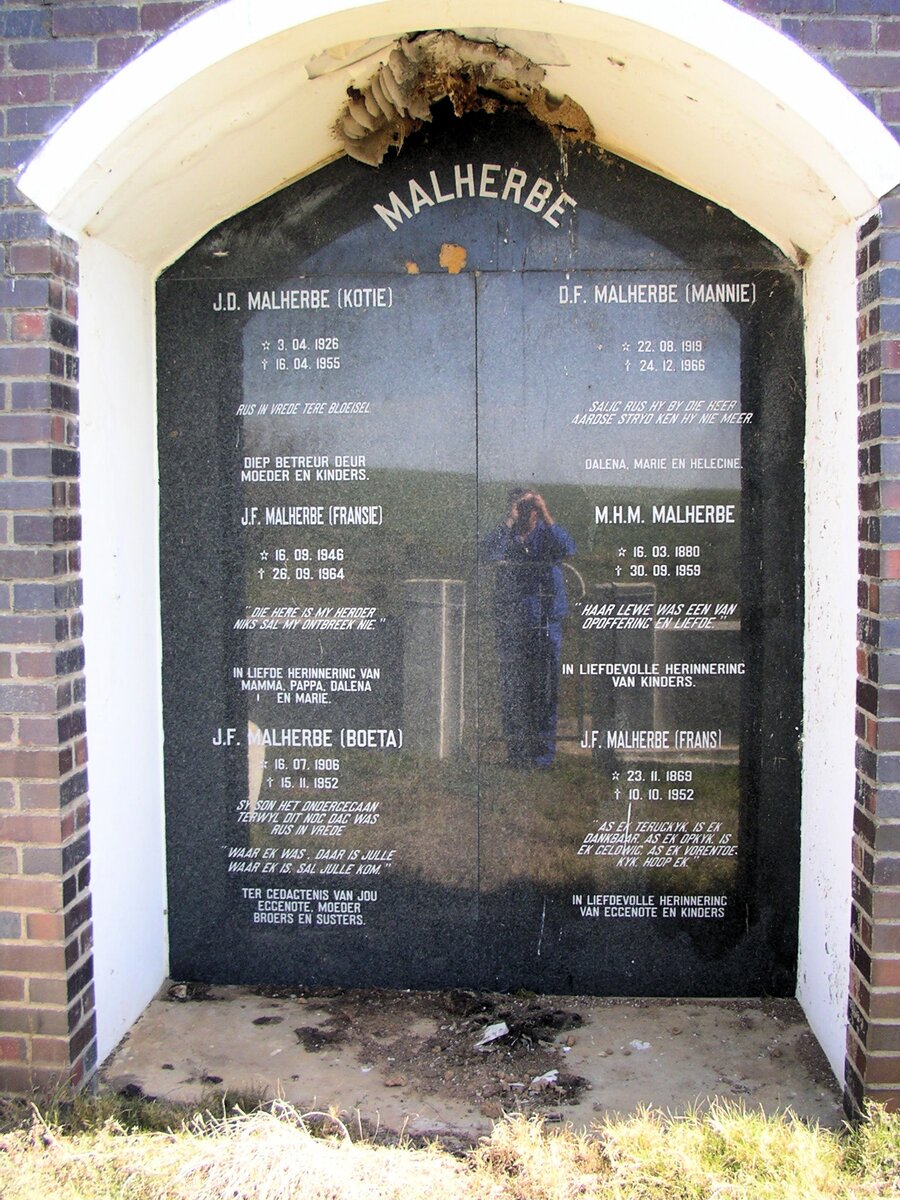 MALHERBE
J.D. MALHERBE (KOTIE)
☆ 3. 04. 1926
† 16. 04. 1955
RUS IN VREDE TERE BLOEISEL
DIEP BETREUR DEUR
MOEDER EN KINDERS.
J.F. MALHERBE (FRANSIE)
☆ 16. 09. 1946
† 26. 09. 1964
"DIE HERE IS MY HERDER
NIKS SAL MY ONTBREEK NIE."
IN LIEFDE HERINNERING VAN
MAMMA, PAPPA, DALENA
EN MARIE.
J.F. MALHERBE (BOETA)
☆ 16. 07. 1906
† 15. 11. 1952
SY SON HET ONDERGEGAAN
TERWYL DIT NOG DAG WAS
RUS IN VREDE
"WAAR EK WAS, DAAR IS JULLE
WAAR EK IS, SAL JULLE KOM."
TER GEDAGTENIS VAN JOU
EGGENOTE, MOEDER
BROERS EN SUSTERS.
D.F. MALHERBE (MANNIE)
☆ 22. 08. 1919
† 24. 12. 1966
SALIG RUS HY BY DIE HEER
AARDSE STRYD KEN HY NIE MEER.
DALENA, MARIE EN HELEGINE.
M.H.M. MALHERBE
☆ 16. 03. 1880
† 30. 09. 1959
"HAAR LEWE WAS EEN VAN
OPOFFERING EN LIEFDE."
IN LIEFDEVOLLE HERINNERING
VAN KINDERS.
J.F. MALHERBE (FRANS)
☆ 23. 11. 1869
† 10. 10. 1952
"AS EK TERUGKYK, IS EK
DANKBAAR. AS EK OPKYK, IS
EK GELOWIG, AS EK VORENTOE.
KYK, HOOP EK."
IN LIEFDEVOLLE HERINNERING
VAN EGGENOTE EN KINDERS